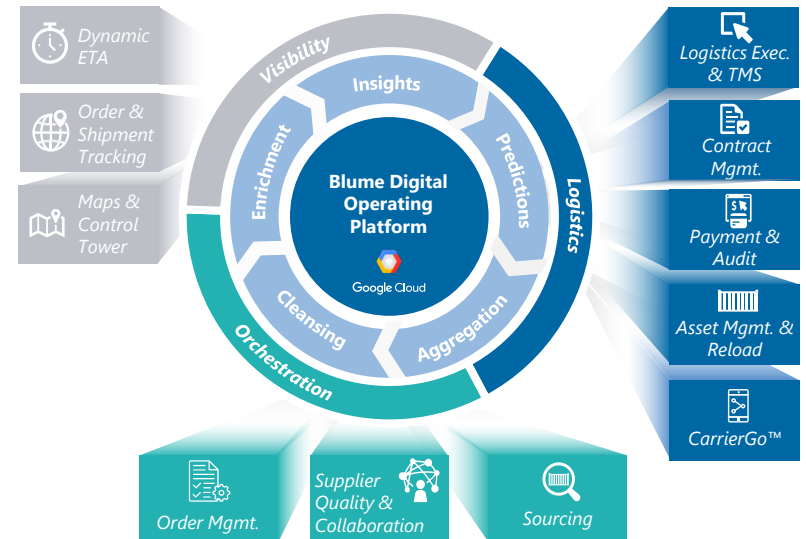 Dynamic
ETA
Order &
Shipment
Tracking
Maps &
Control
Tower
Visibility
Insights
Enrichment
Predictions
Blume Digital
Operating
Platform
Google Cloud
Cleansing
Aggregation
Orchestration
Logistics
Logistics Exec.
& TMS
Contract
Mgmt.
$
Payment &
Audit
Asset Mgmt. &
Reload
CarrierGo™
Order Mgmt.
Supplier
Quality &
Collaboration
Sourcing